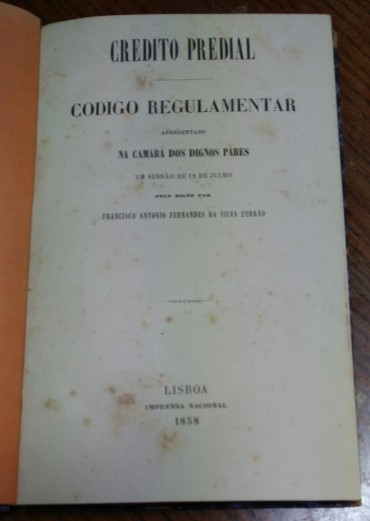 CREDITO PREDIAL
CODIGO REGULAMENTAR
APRESENTADO
NA CAMARA DOS DIGNOS PARES
EM SESSÃO DE 12 DE JULHO
PELO DIGNO PAR
FRANCISCO ANTONIO FERNANDES DA SILVA FERRÃO
LISBOA
IMPRENSA NACIONAL
1858